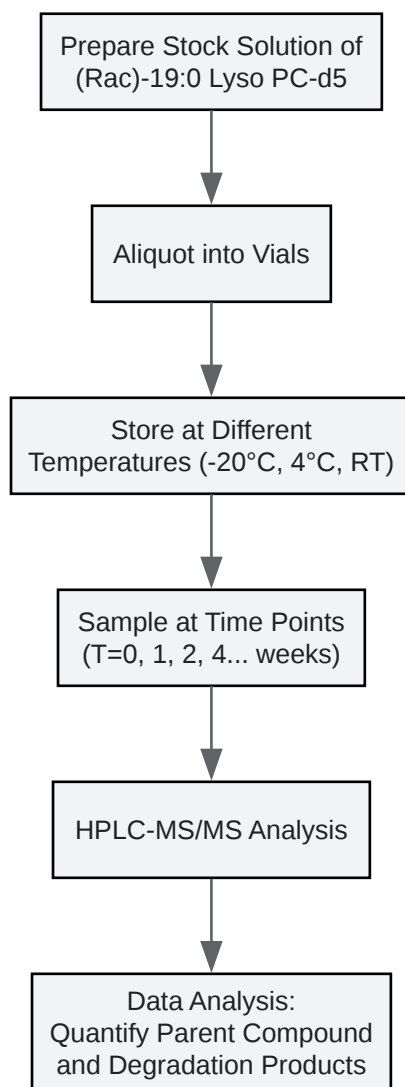 Prepare Stock Solution of
(Rac)-19:0 Lyso PC-d5
Aliquot into Vials
Store at Different
Temperatures (-20°C, 4°C, RT)
Sample at Time Points
(T=0, 1, 2, 4... weeks)
HPLC-MS/MS Analysis
Data Analysis:
Quantify Parent Compound
and Degradation Products